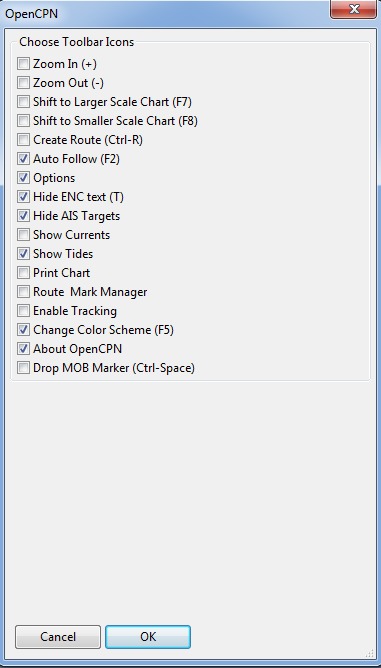 OpenCPN
Choose Toolbar Icons
Zoom In (+)
Zoom Out (-)
Shift to Larger Scale Chart (F7)
Shift to Smaller Scale Chart (F8)
Create Route (Ctrl-R)
Auto Follow (F2)
Options
Hide ENC text (T)
Hide AIS Targets
Show Currents
Show Tides
Print Chart
Route  Mark Manager
Enable Tracking
Change Color Scheme (F5)
About OpenCPN
Drop MOB Marker (Ctrl-Space)
Cancel OK